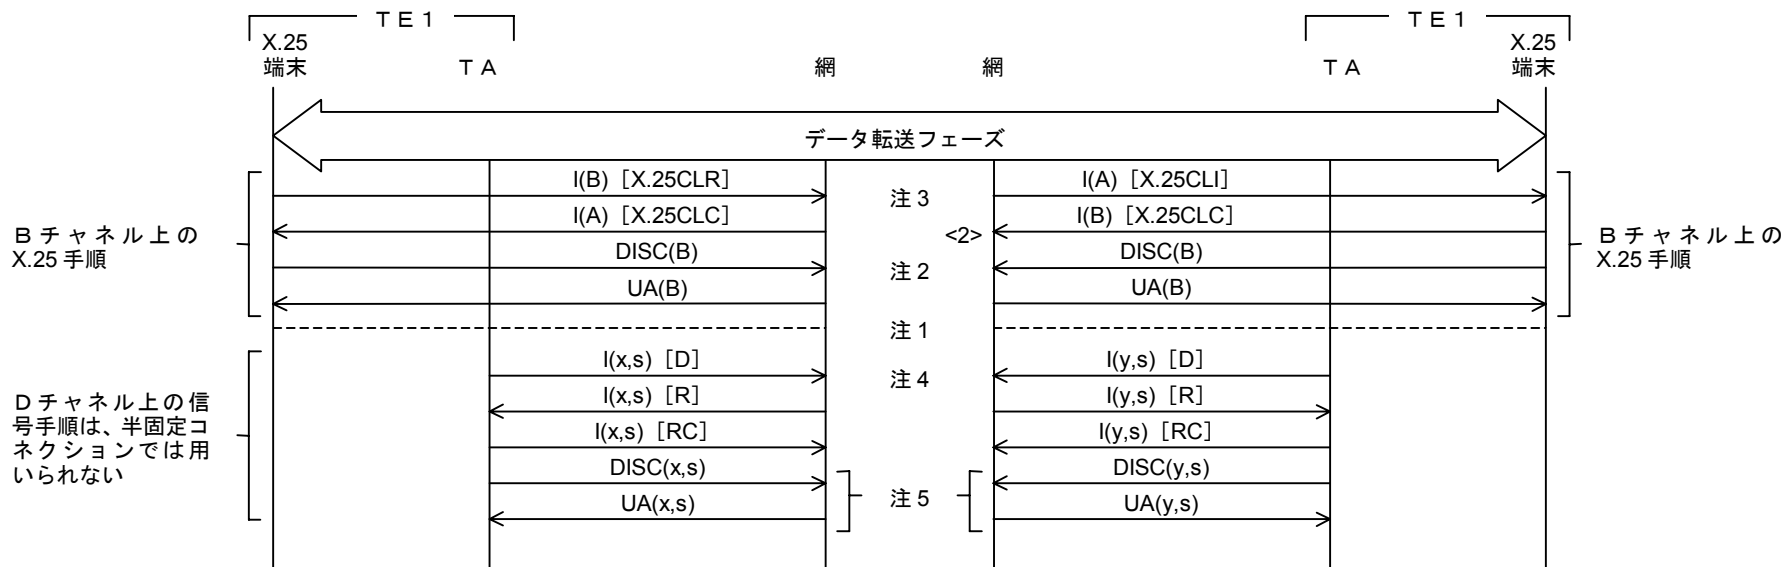 ＴＥ１
ＴＥ１
X.25
端末
ＴＡ
網
網
ＴＡ
X.25
端末
データ転送フェーズ
I(B)［X.25CLR］
注３
I(A)［X.25CLI］
I(A)［X.25CLC］
<2>
I(B)［X.25CLC］
Ｂチャネル上の
X.25 手順
DISC(B)
注２
DISC(B)
Ｂチャネル上の
X.25 手順
UA(B)
UA(B)
注１
I(x,s)［D］
注４
I(y,s)［D］
I(x,s)［R］
I(y,s)［R］
Ｄチャネル上の信
号手順は、半固定コ
ネクションでは用
いられない
I(x,s)［RC］
I(y,s)［RC］
DISC(x,s)
DISC(y,s)
注５
UA(x,s)
UA(y,s)